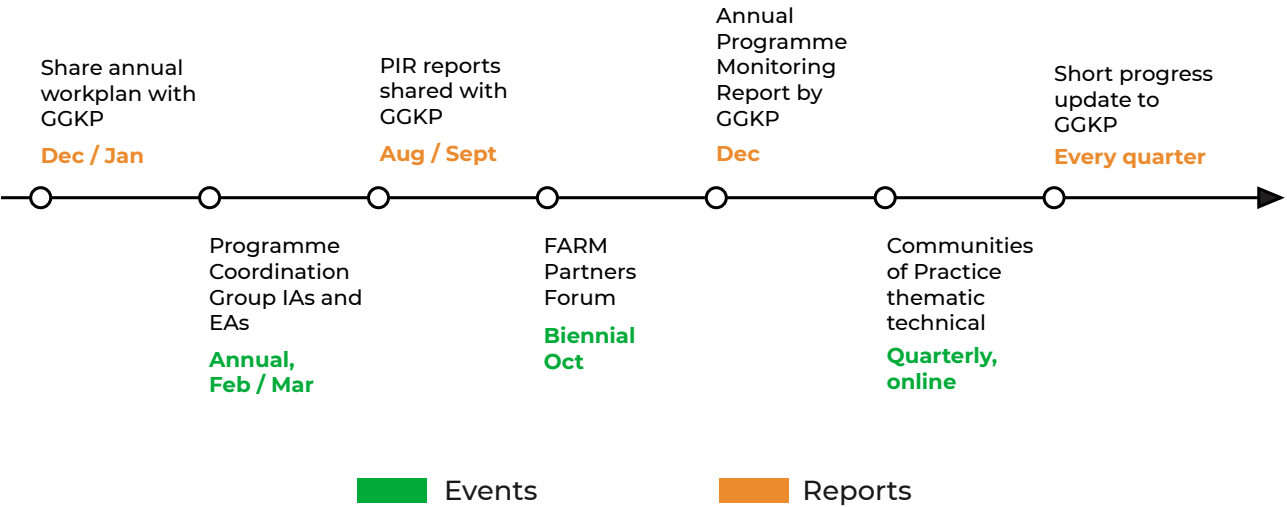 Share annual
workplan with
GGKP
Dec / Jan
Programme
Coordination
Group IAs and
EAs
Annual,
Feb / Mar
PIR reports
shared with
GGKP
Aug / Sept
FARM
Partners
Forum
Biennial
Oct
Annual
Programme
Monitoring
Report by
GGKP
Dec
Communities
of Practice
thematic
technical
Quarterly,
online
Short progress
update to
GGKP
Every quarter
Events
Reports